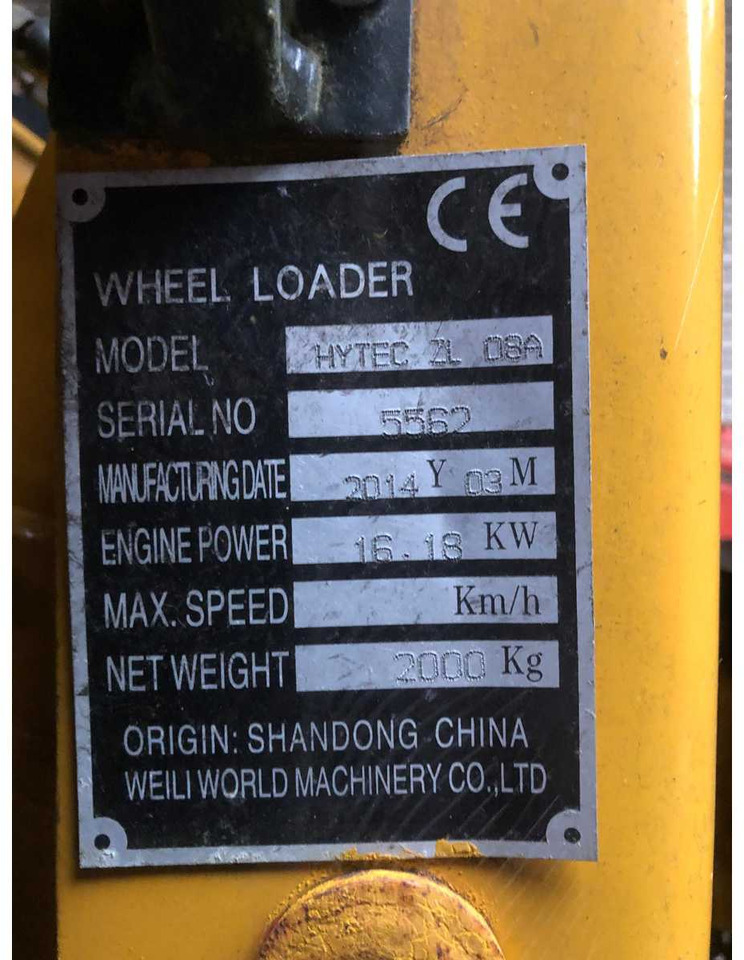 CE
WHEEL LOADER
MODEL HYTEC ZL 08A
SERIAL NO 5562
MANUFACTURING DATE 2014 Y 03 M
ENGINE POWER 16.18 KW
MAX. SPEED Km/h
NET WEIGHT 2000 Kg
ORIGIN: SHANDONG CHINA
WEILI WORLD MACHINERY CO.,LTD